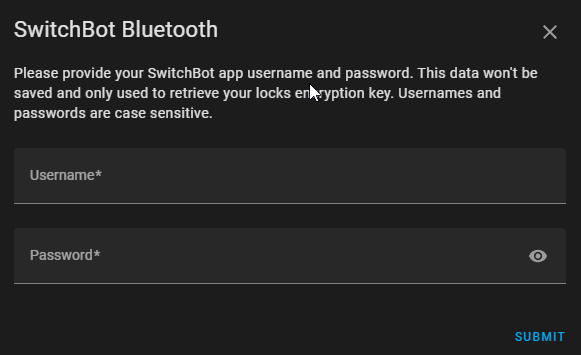 SwitchBot Bluetooth
Please provide your SwitchBot app username and password. This data won't be
saved and only used to retrieve your locks encryption key. Usernames and
passwords are case sensitive.
Username*
Password*
SUBMIT